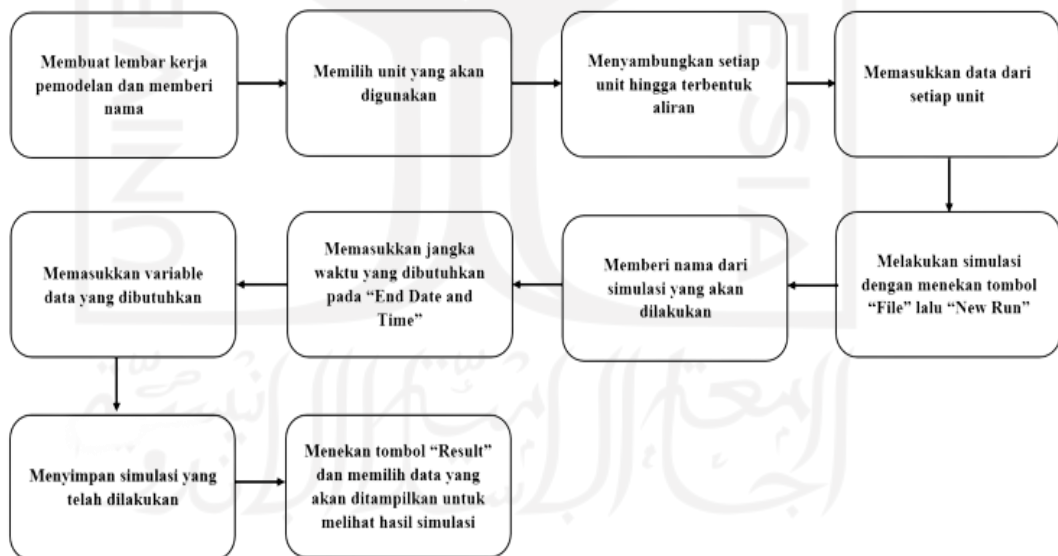 Membuat lembar kerja
pemodelan dan memberi
nama
Memilih unit yang akan
digunakan
Menyambungkan setiap
unit hingga terbentuk
aliran
Memasukkan data dari
setiap unit
Melakukan simulasi
dengan menekan tombol
“File” lalu “New Run”
Memberi nama dari
simulasi yang akan
dilakukan
Memasukkan jangka
waktu yang dibutuhkan
pada “End Date and
Time”
Memasukkan variable
data yang dibutuhkan
Menyimpan simulasi yang
telah dilakukan
Menekan tombol “Result”
dan memilih data yang
akan ditampilkan untuk
melihat hasil simulasi
UNIVE
ESIA